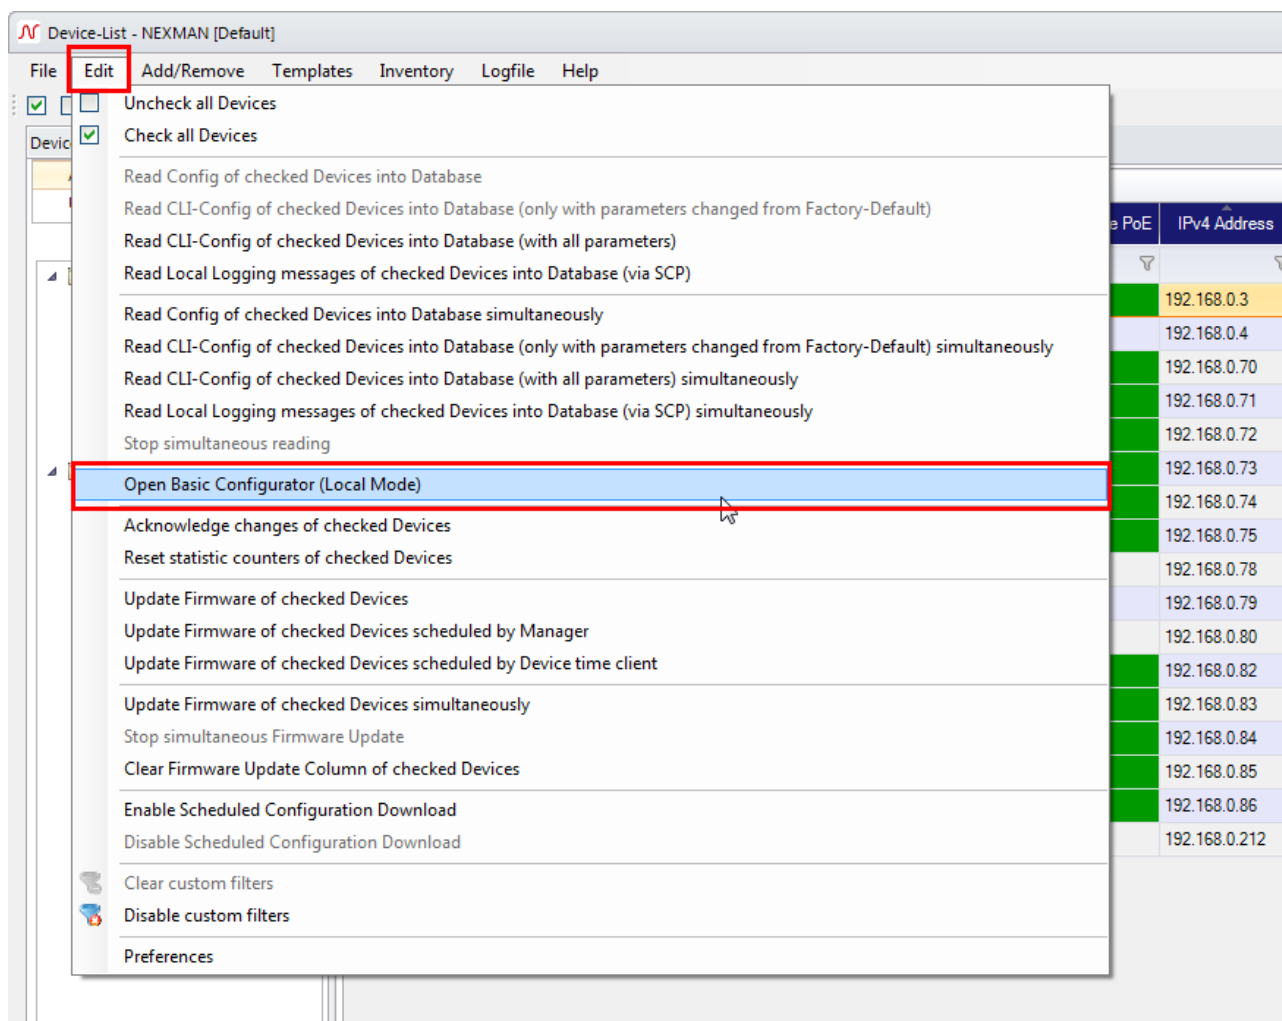 Device-List - NEXMAN [Default]
File Edit Add/Remove Templates Inventory Logfile Help
Uncheck all Devices
Check all Devices
Read Config of checked Devices into Database
Read CLI-Config of checked Devices into Database (only with parameters changed from Factory-Default)
Read CLI-Config of checked Devices into Database (with all parameters)
Read Local Logging messages of checked Devices into Database (via SCP)
Read Config of checked Devices into Database simultaneously
Read CLI-Config of checked Devices into Database (only with parameters changed from Factory-Default) simultaneously
Read CLI-Config of checked Devices into Database (with all parameters) simultaneously
Read Local Logging messages of checked Devices into Database (via SCP) simultaneously
Stop simultaneous reading
Open Basic Configurator (Local Mode)
Acknowledge changes of checked Devices
Reset statistic counters of checked Devices
Update Firmware of checked Devices
Update Firmware of checked Devices scheduled by Manager
Update Firmware of checked Devices scheduled by Device time client
Update Firmware of checked Devices simultaneously
Stop simultaneous Firmware Update
Clear Firmware Update Column of checked Devices
Enable Scheduled Configuration Download
Disable Scheduled Configuration Download
Clear custom filters
Disable custom filters
Preferences
Devic
e PoE IPv4 Address
192.168.0.3
192.168.0.4
192.168.0.70
192.168.0.71
192.168.0.72
192.168.0.73
192.168.0.74
192.168.0.75
192.168.0.78
192.168.0.79
192.168.0.80
192.168.0.82
192.168.0.83
192.168.0.84
192.168.0.85
192.168.0.86
192.168.0.212